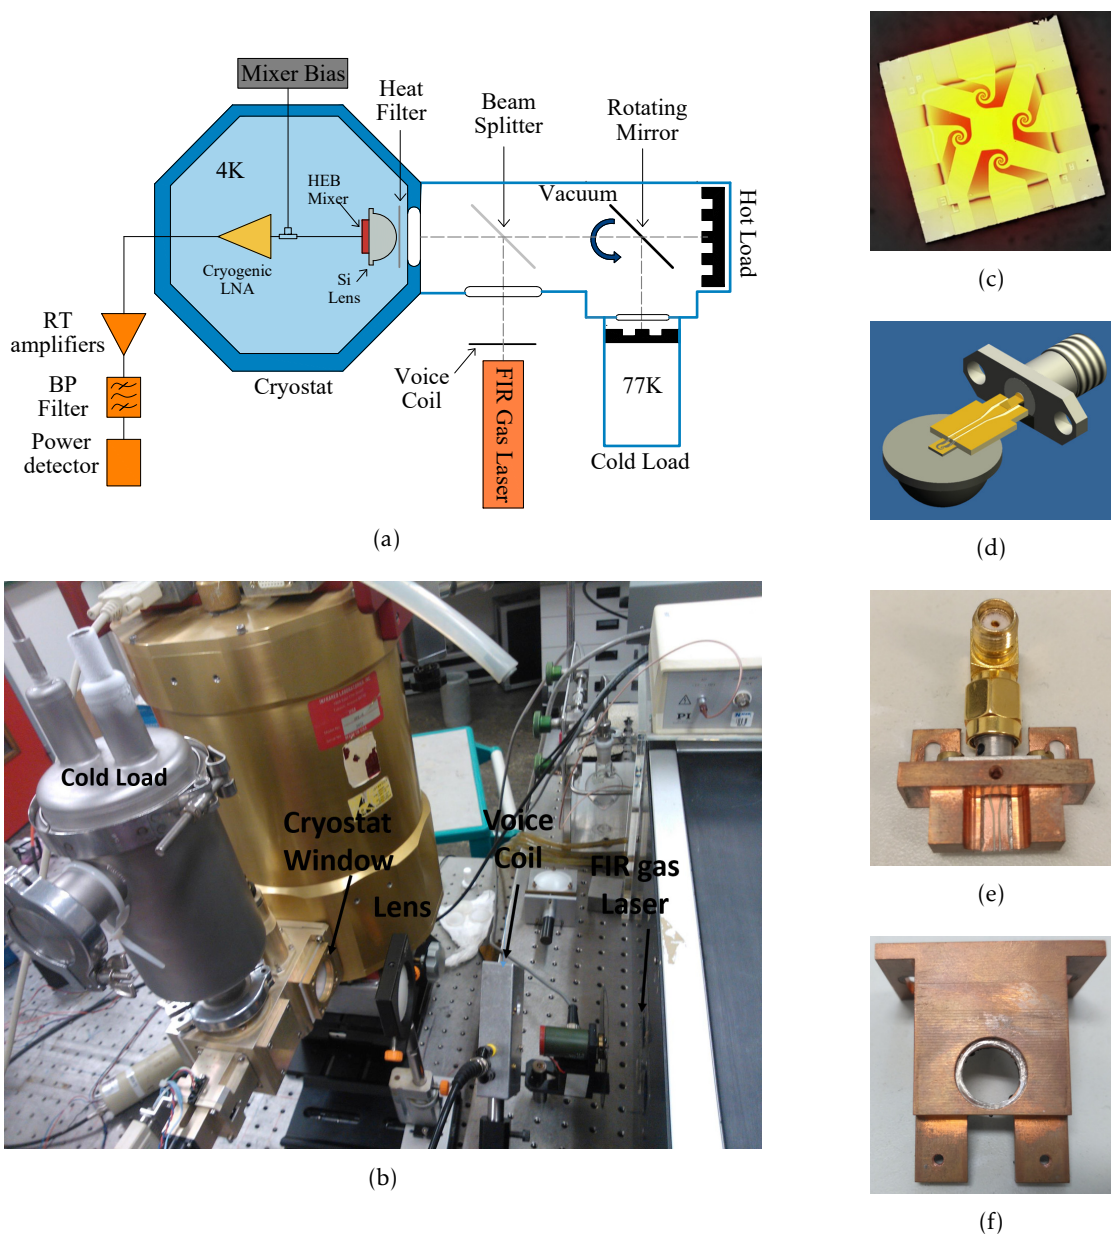 Mixer Bias
Heat
Filter
Beam
Splitter
Rotating
Mirror
4K
HEB
Mixer
Vacuum
Hot Load
Cryogenic
LNA
Si
Lens
RT
amplifiers
BP
Filter
Power
detector
Cryostat
Voice
Coil
FIR Gas Laser
77K
Cold Load
(a)
(c)
(d)
Cold Load
Cryostat
Window
Lens
Voice
Coil
FIR gas
Laser
PI
(b)
(e)
(f)